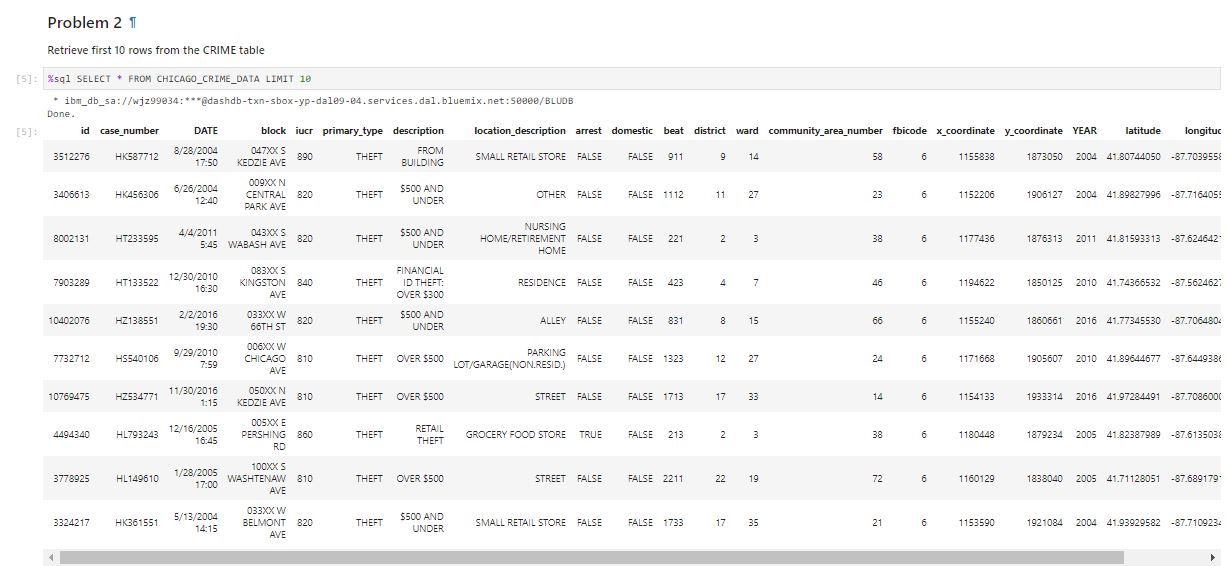 Problem 2 ¶
Retrieve first 10 rows from the CRIME table
[5]: %sql SELECT * FROM CHICAGO_CRIME_DATA LIMIT 10
* ibm_db_sa://wjz99034:***@dashdb-txn-sbox-yp-dal09-04.services.dal.bluemix.net:50000/BLUDB
Done.
[5]: id case_number DATE block iucr primary_type description location_description arrest domestic beat district ward community_area_number fbicode x_coordinate y_coordinate YEAR latitude longitu
3512276 HK587712 8/28/2004 17:50 047XX S KEDZIE AVE 890 THEFT FROM BUILDING SMALL RETAIL STORE FALSE FALSE 911 9 14 58 6 1155838 1873050 2004 41.80744050 -87.7039558
3406613 HK456306 6/26/2004 12:40 009XX N CENTRAL PARK AVE 820 THEFT $500 AND UNDER OTHER FALSE FALSE 1112 11 27 23 6 1152206 1906127 2004 41.89827996 -87.7164055
8002131 HT233595 4/4/2011 5:45 043XX S WABASH AVE 820 THEFT $500 AND UNDER NURSING HOME/RETIREMENT HOME FALSE FALSE 221 2 3 38 6 1177436 1876313 2011 41.81593313 -87.6246421
7903289 HT133522 12/30/2010 16:30 083XX S KINGSTON AVE 840 THEFT FINANCIAL ID THEFT: OVER $300 RESIDENCE FALSE FALSE 423 4 7 46 6 1194622 1850125 2010 41.74366532 -87.5624627
10402076 HZ138551 2/2/2016 19:30 033XX W 66TH ST 820 THEFT $500 AND UNDER ALLEY FALSE FALSE 831 8 15 66 6 1155240 1860661 2016 41.77345530 -87.7064804
7732712 HS540106 9/29/2010 7:59 006XX W CHICAGO AVE 810 THEFT OVER $500 PARKING LOT/GARAGE(NON.RESID.) FALSE FALSE 1323 12 27 24 6 1171668 1905607 2010 41.89644677 -87.6449386
10769475 HZ534771 11/30/2016 1:15 050XX N KEDZIE AVE 810 THEFT OVER $500 STREET FALSE FALSE 1713 17 33 14 6 1154133 1933314 2016 41.97284491 -87.7086000
4494340 HL793243 12/16/2005 16:45 005XX E PERSHING RD 860 THEFT RETAIL THEFT GROCERY FOOD STORE TRUE FALSE 213 2 3 38 6 1180448 1879234 2005 41.82387989 -87.6135038
3778925 HL149610 1/28/2005 17:00 100XX S WASHTENAW AVE 810 THEFT OVER $500 STREET FALSE FALSE 2211 22 19 72 6 1160129 1838040 2005 41.71128051 -87.6891791
3324217 HK361551 5/13/2004 14:15 033XX W BELMONT AVE 820 THEFT $500 AND UNDER SMALL RETAIL STORE FALSE FALSE 1733 17 35 21 6 1153590 1921084 2004 41.93929582 -87.7109234